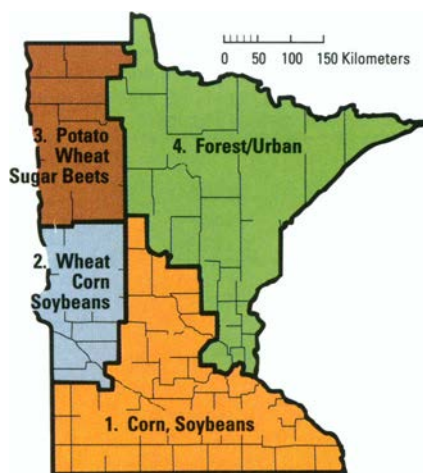 0 50 100 150 Kilometers
3. Potato
Wheat
Sugar Beets
4. Forest/Urban
2. Wheat
Corn
Soybeans
1. Corn, Soybeans